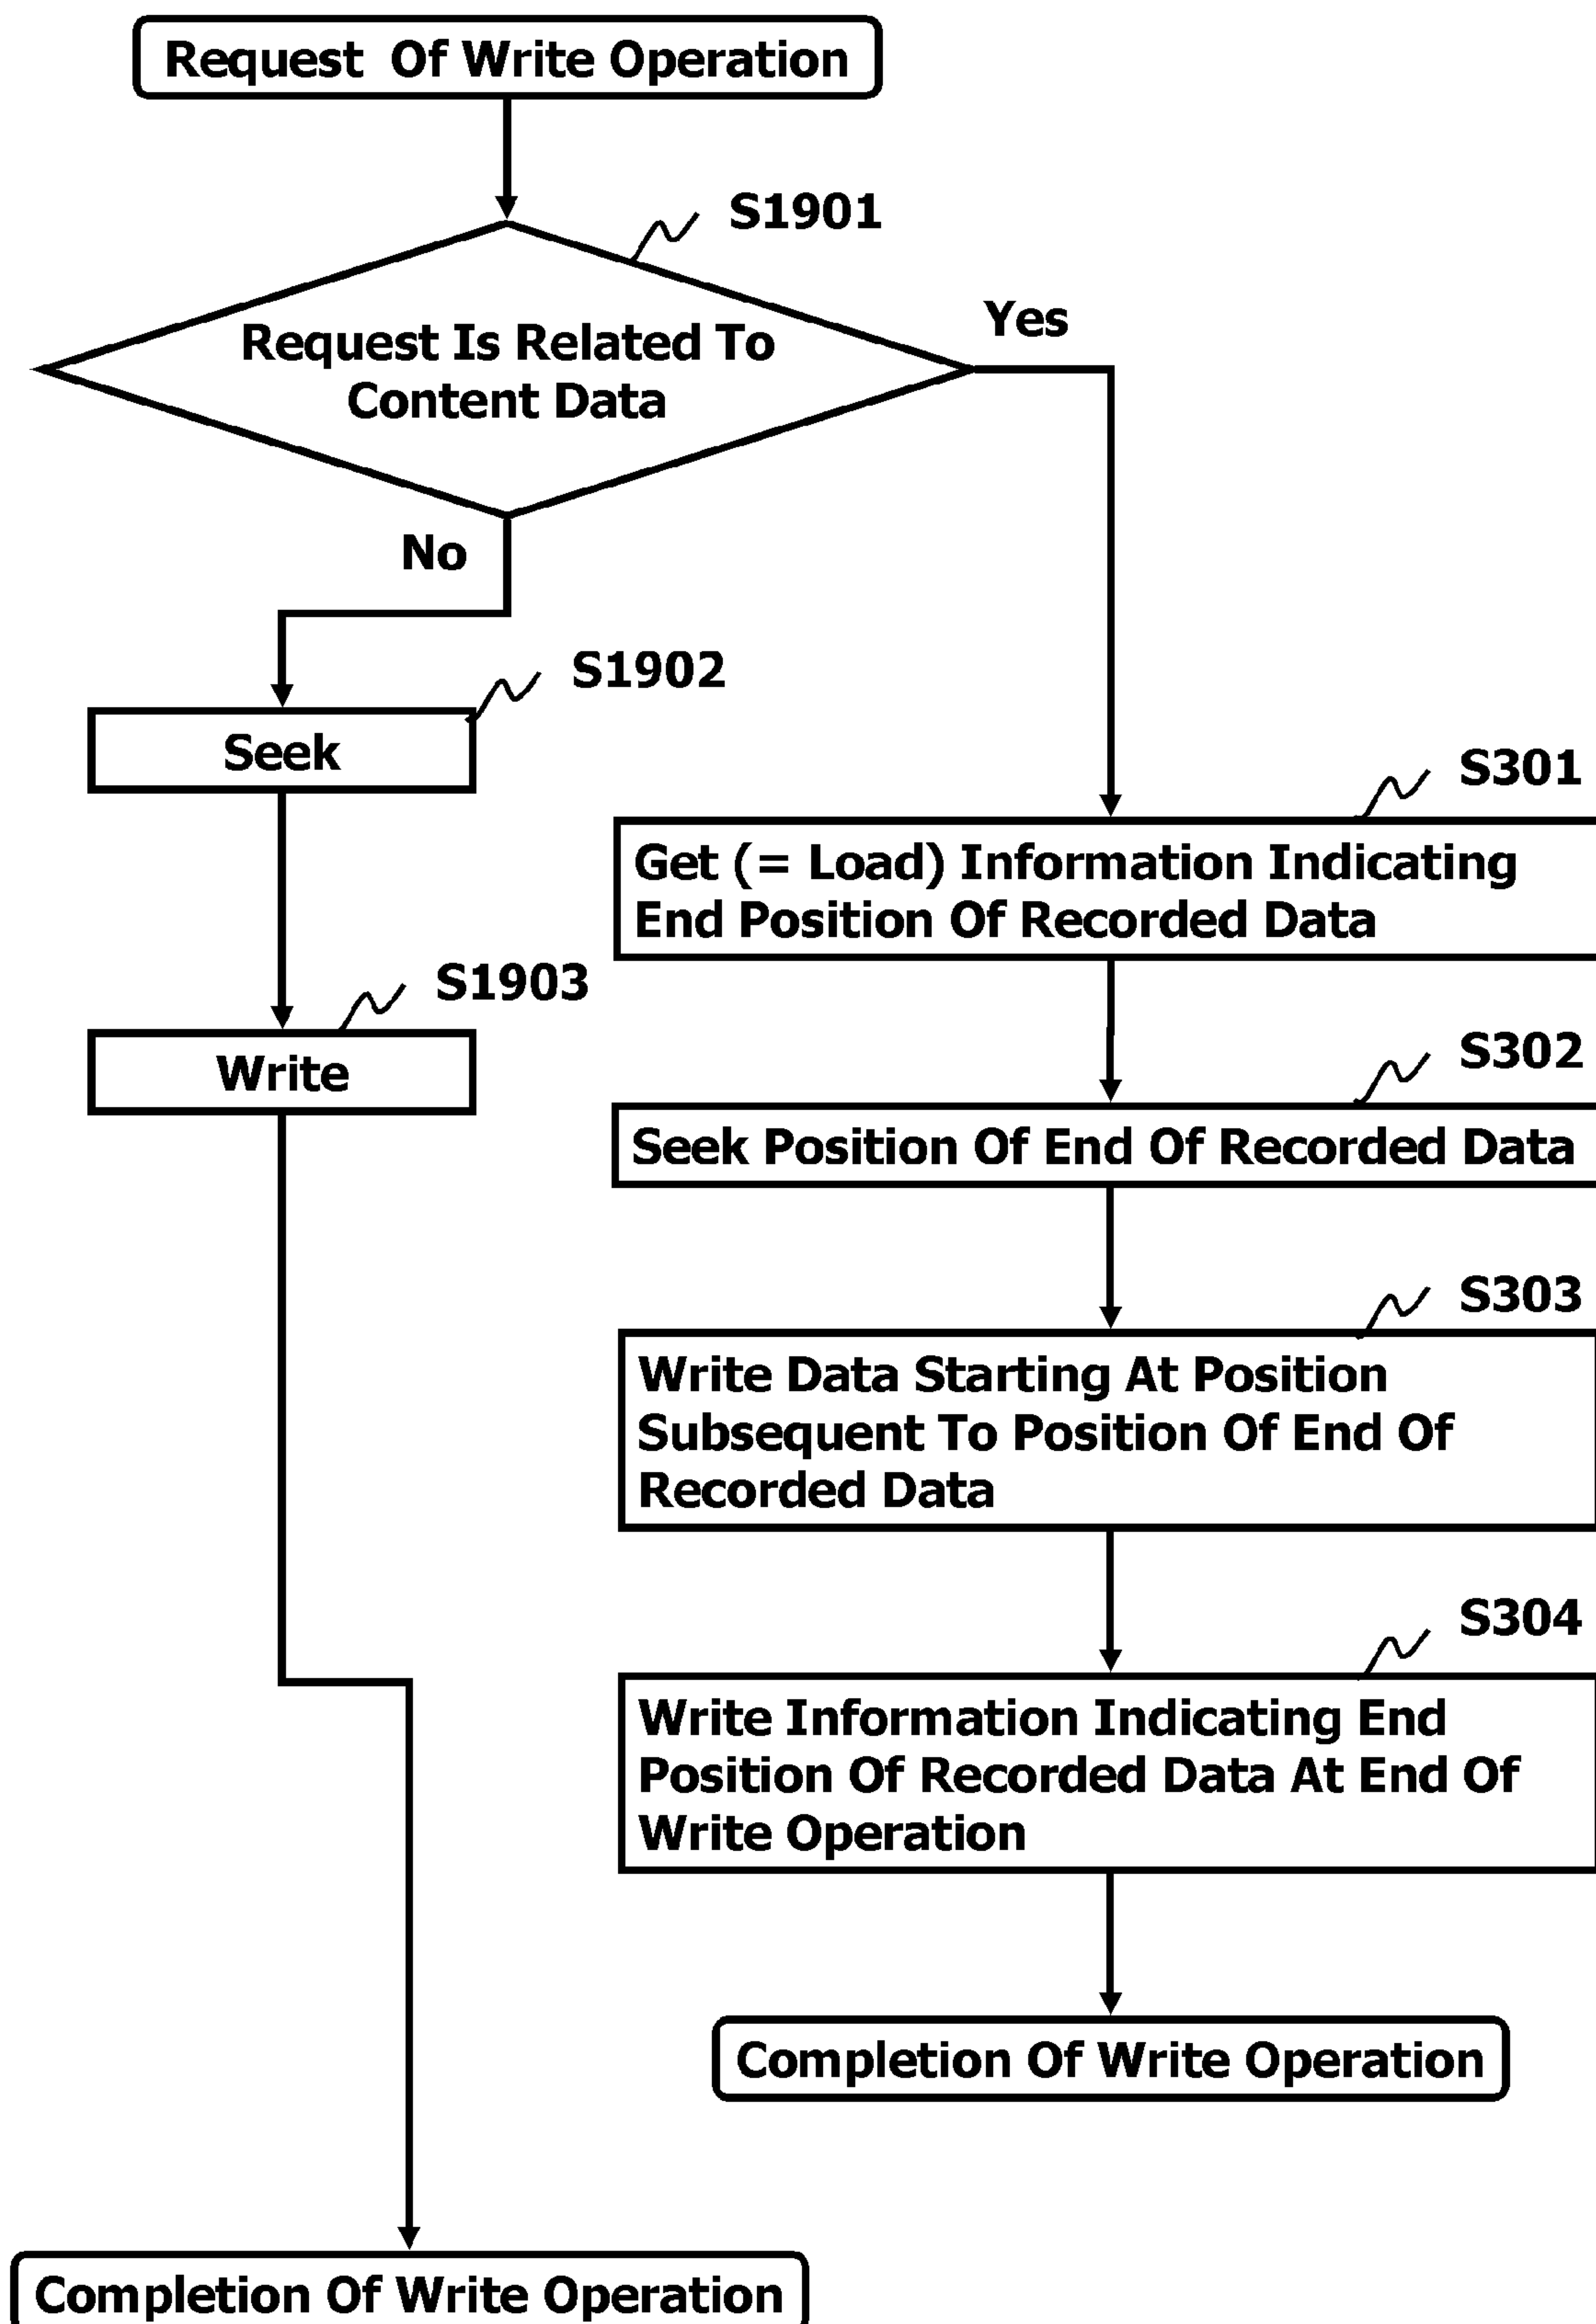 Request Of Write Operation
S1901
Request Is Related To
Content Data
Yes
No
S1902
Seek
S1903
Write
S301
Get (= Load) Information Indicating
End Position Of Recorded Data
S302
Seek Position Of End Of Recorded Data
S303
Write Data Starting At Position
Subsequent To Position Of End Of
Recorded Data
S304
Write Information Indicating End
Position Of Recorded Data At End Of
Write Operation
Completion Of Write Operation
Completion Of Write Operation